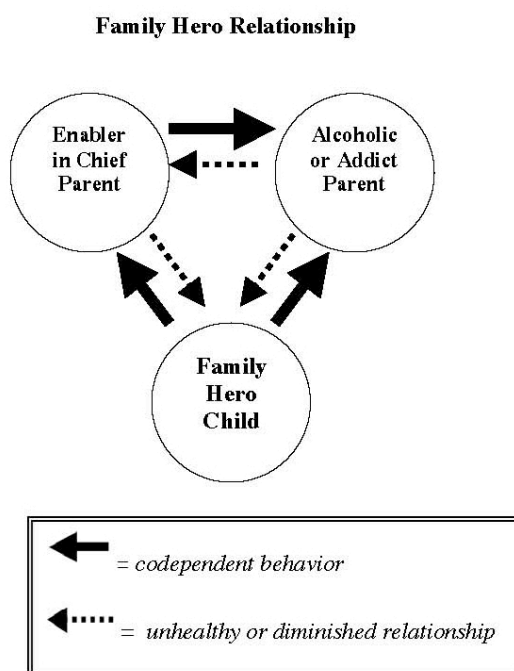 Family Hero Relationship
Enabler
in Chief
Parent
Alcoholic
or Addict
Parent
Family
Hero
Child
= codependent behavior
= unhealthy or diminished relationship